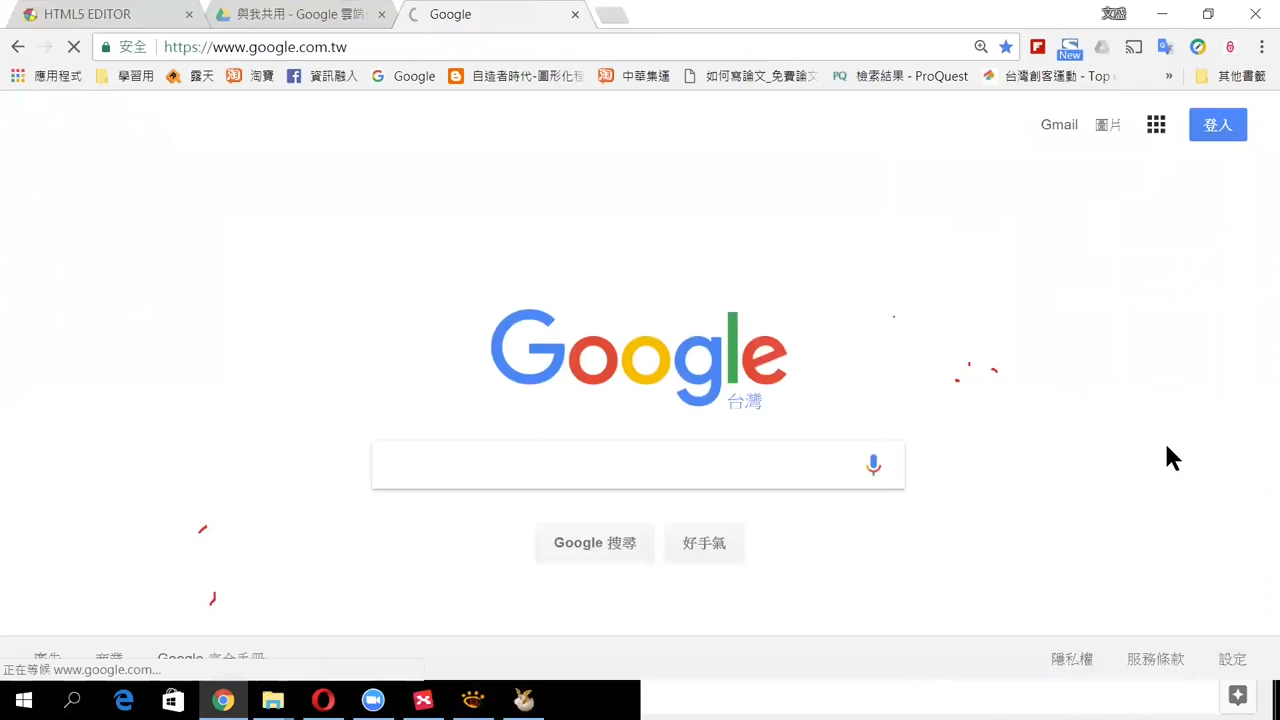 HTML5 EDITOR
與我共用 - Google 雲端
Google
文盛
安全
https://www.google.com.tw
New
應用程式
學習用
露天
淘 淘寶
資訊融入
Google
自造者時代-圖形化程
淘 中華集運
如何寫論文_免費論文
PQ 檢索結果 - ProQuest
台灣創客運動 - Top
»
其他書籤
Gmail
圖片
登入
Google
台灣
Google 搜尋
好手氣
隱私權
服務條款
設定
正在等候 www.google.com...